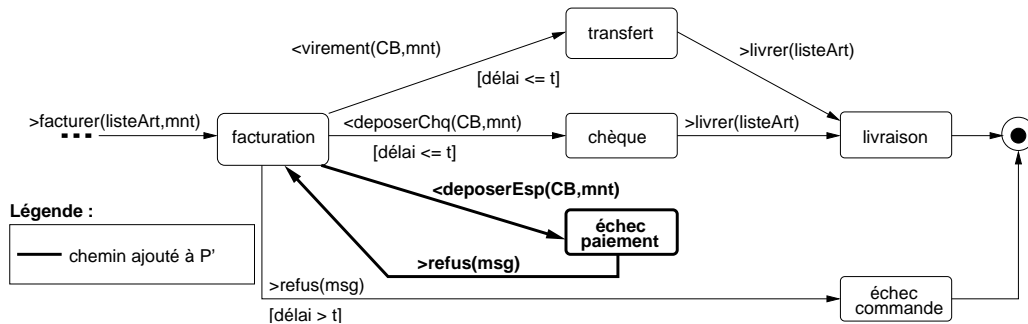 <virement(CB,mnt)
transfert
>livrer(listeArt)
[délai <= t]
>facturer(listeArt,mnt)
facturation
<deposerChq(CB,mnt)
chèque
>livrer(listeArt)
livraison
[délai <= t]
<deposerEsp(CB,mnt)
Légende :
échec
paiement
chemin ajouté à P'
>refus(msg)
>refus(msg)
échec
commande
[délai > t]